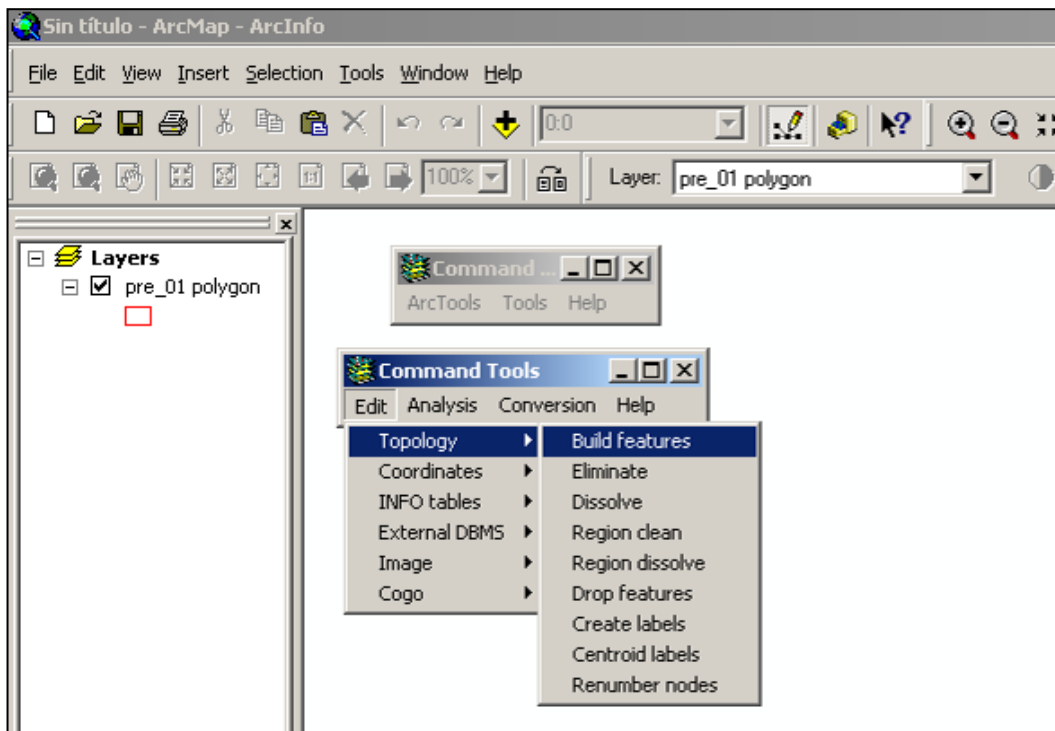 Sin título - ArcMap - ArcInfo
File Edit View Insert Selection Tools Window Help
0:0
1:1
100%
Layer: pre_01 polygon
Layers
pre_01 polygon
Command ...
ArcTools Tools Help
Command Tools
Edit Analysis Conversion Help
Topology
Coordinates
INFO tables
External DBMS
Image
Cogo
Build features
Eliminate
Dissolve
Region clean
Region dissolve
Drop features
Create labels
Centroid labels
Renumber nodes